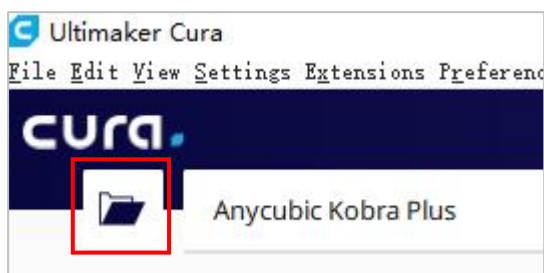 Ultimaker Cura
File Edit View Settings Extensions Preferenc
cura.
Anycubic Kobra Plus